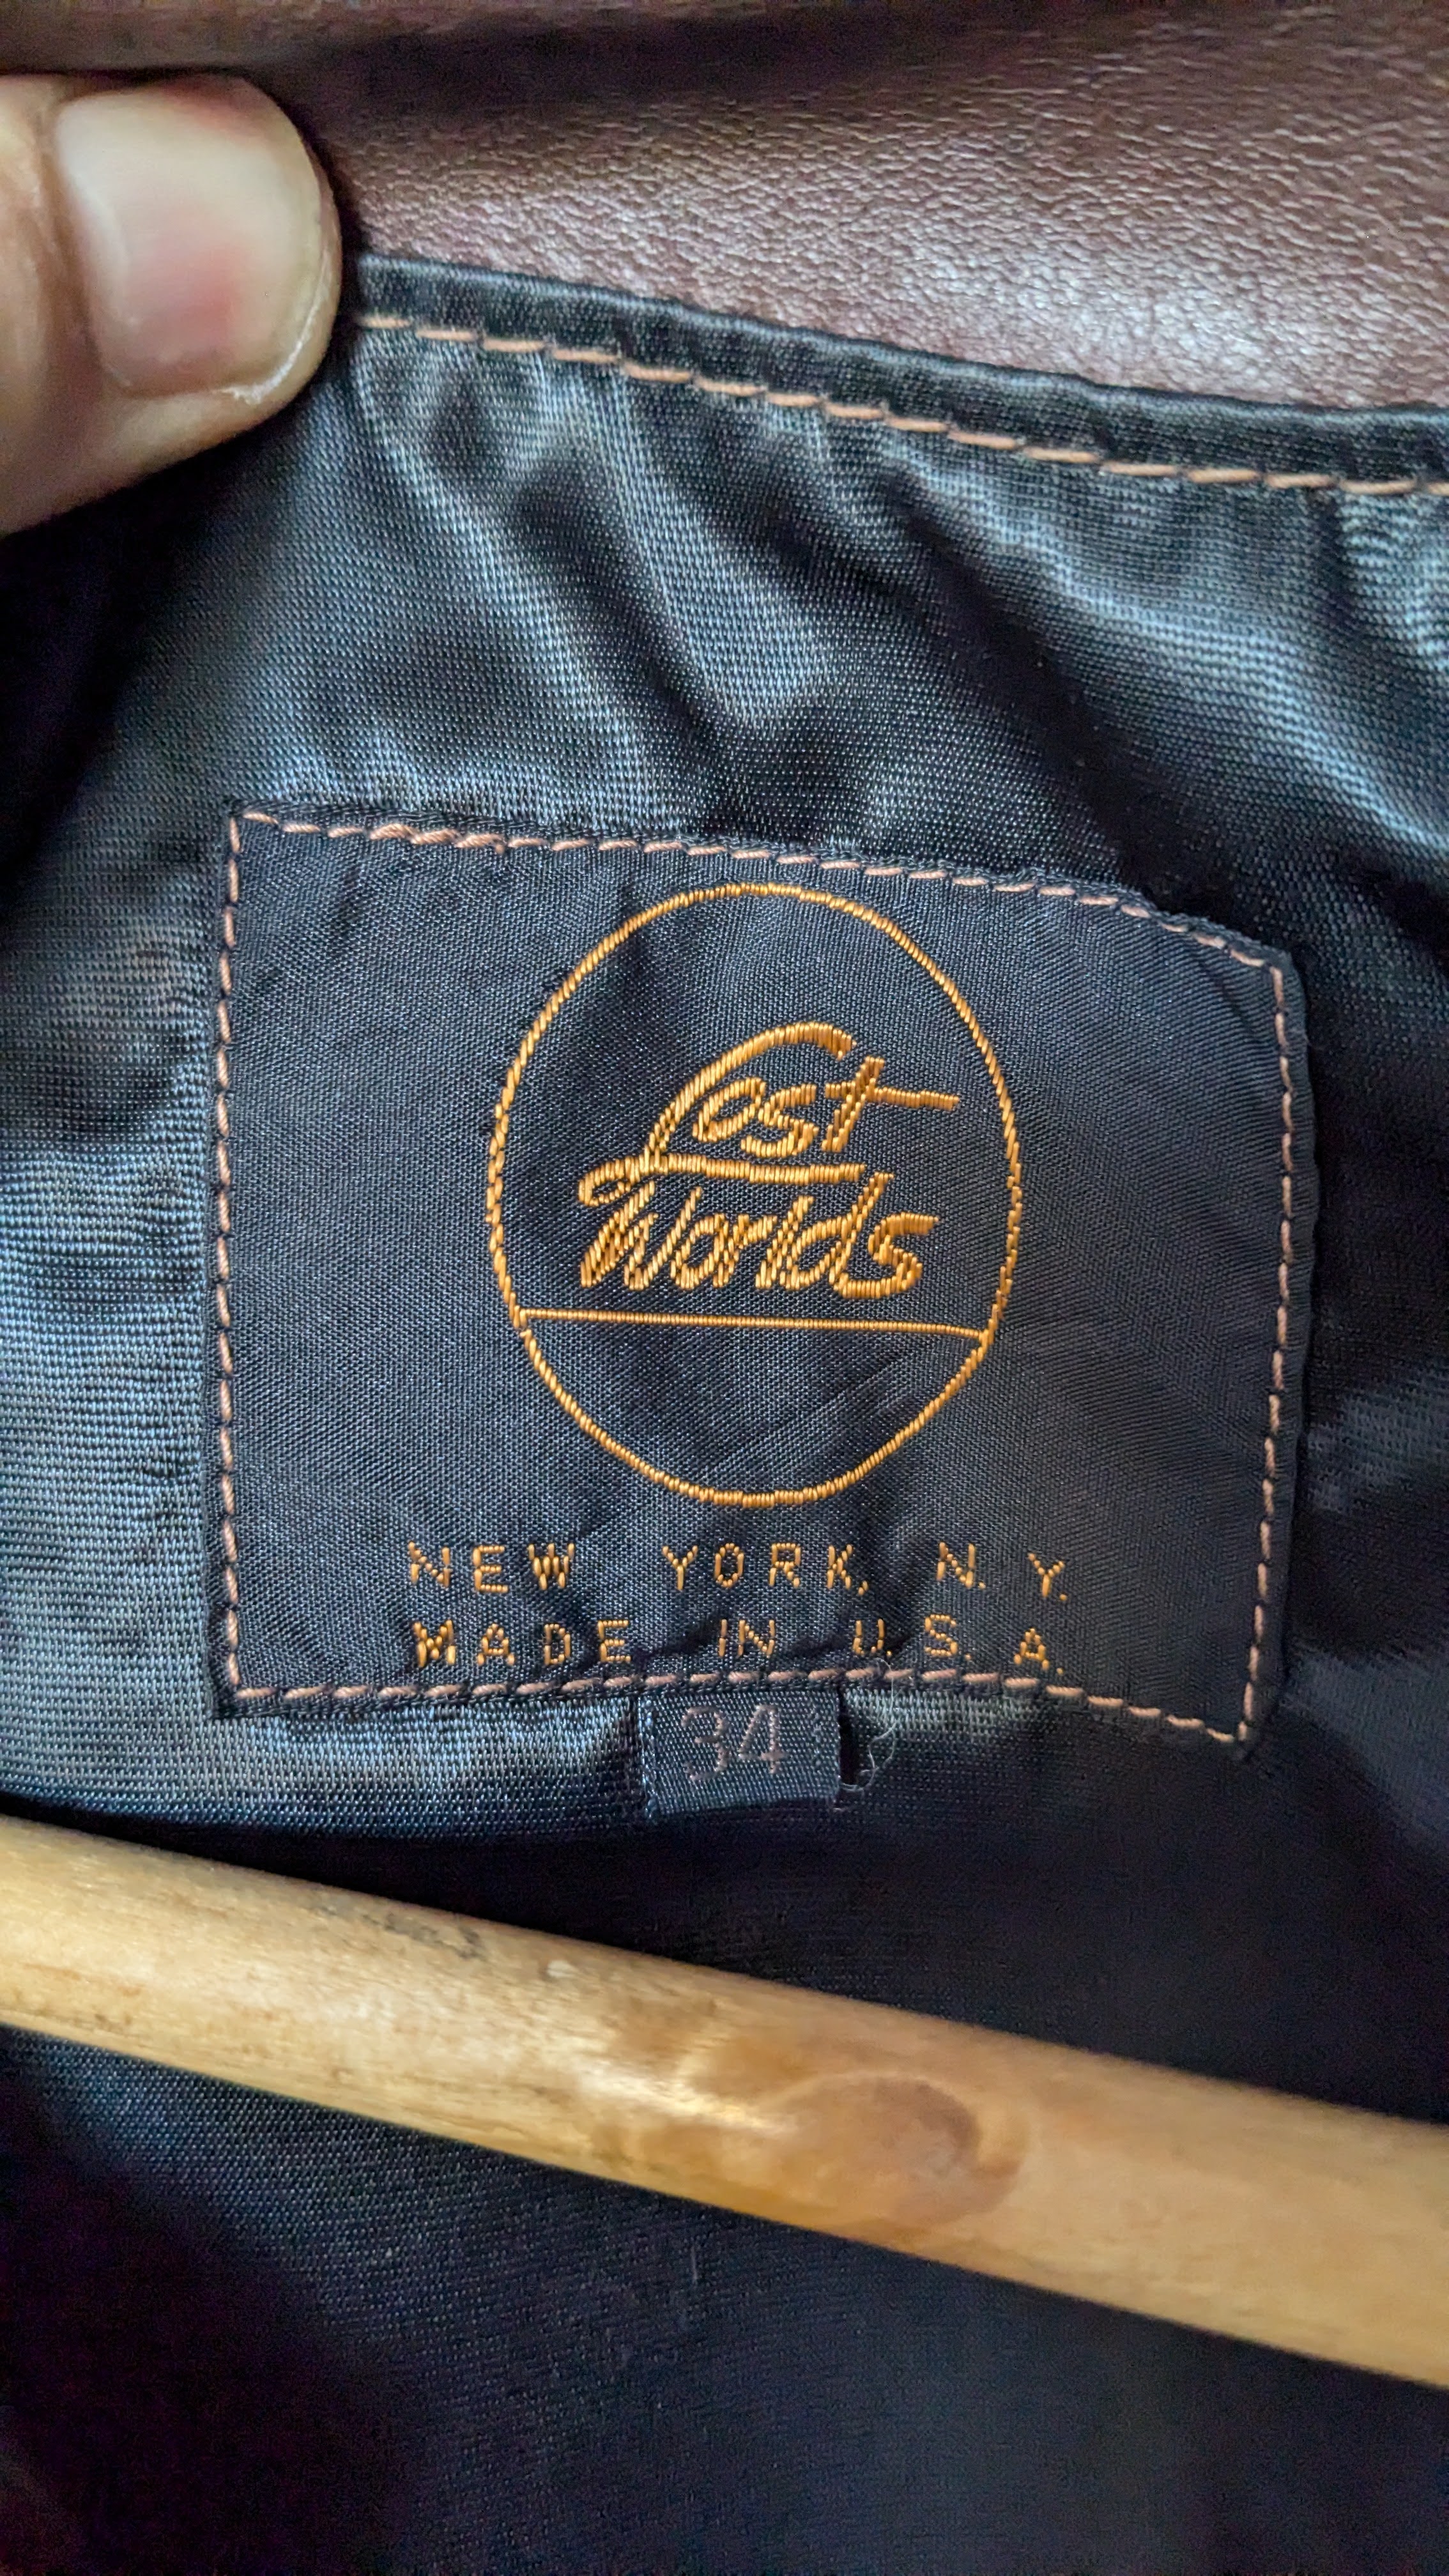 Lost
Worlds
NEW YORK, N.Y.
MADE IN U.S.A.
34